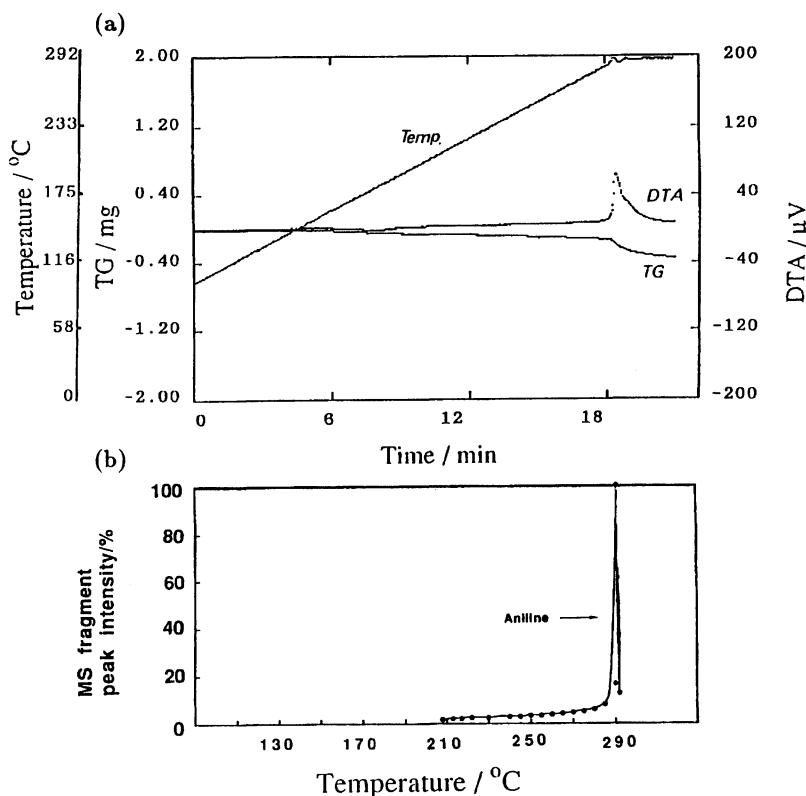 (a)
292
233
175
116
58
0
Temperature / °C
2.00
1.20
0.40
-0.40
-1.20
-2.00
TG / mg
Temp.
DTA
TG
200
120
40
-40
-120
-200
DTA / μV
0 6 12 18
Time / min
(b)
100
80
60
40
20
0
MS fragment
peak intensity/%
Aniline
130 170 210 250 290
Temperature / °C